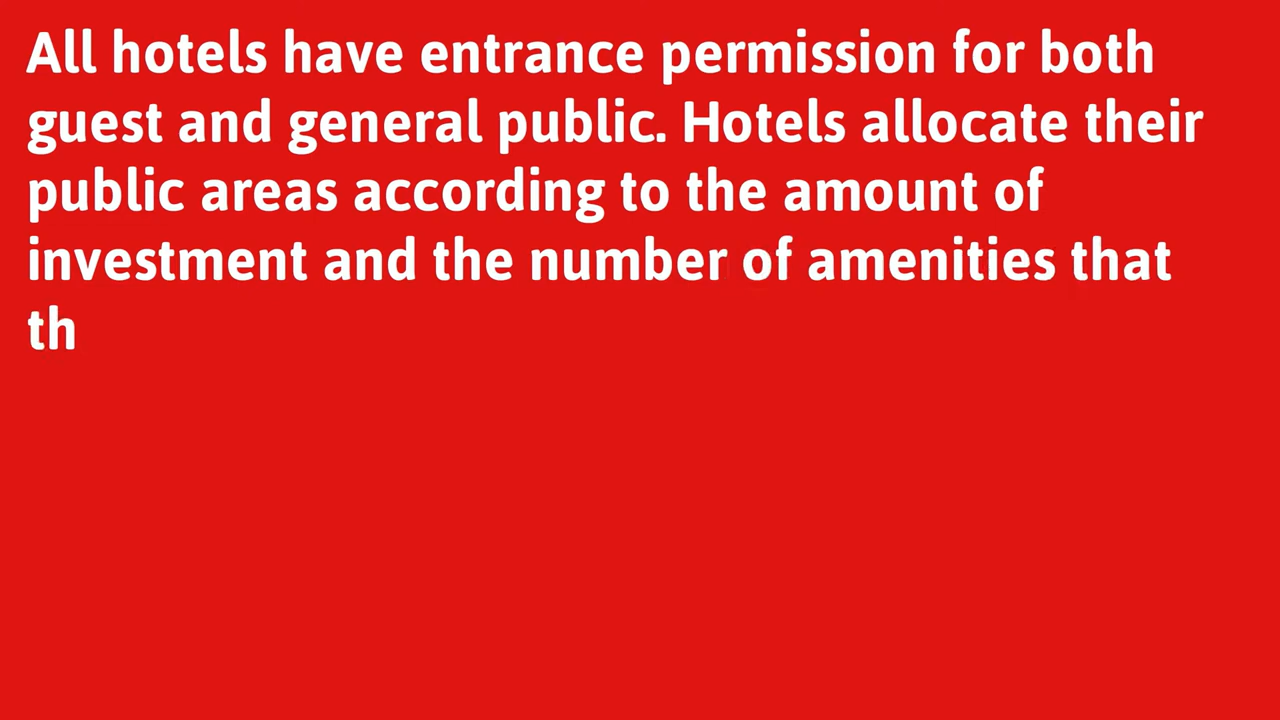 All hotels have entrance permission for both
guest and general public. Hotels allocate their
public areas according to the amount of
investment and the number of amenities that
th